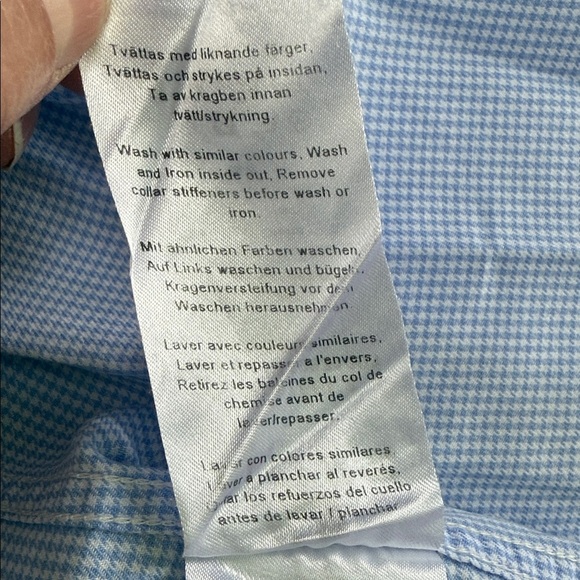 Tvättas med liknande färger.
Tvättas och strykes på insidan,
Ta av kragben innan
tvätt/strykning.
Wash with similar colours. Wash
and Iron inside out, Remove
collar stiffeners before wash or
iron.
Mit ähnlichen Farben waschen,
Auf Links waschen und bügeln.
Kragenversteifung vor dem
Waschen herausnehmen
Laver avec couleurs similaires,
Laver et repasser a l'envers,
Retirez les baleines du col de
chemise avant de
laver/repasser.
Lavar con colores similares,
a planchar al reverés,
los refuerzos del cuello
antes de lavar / planchar